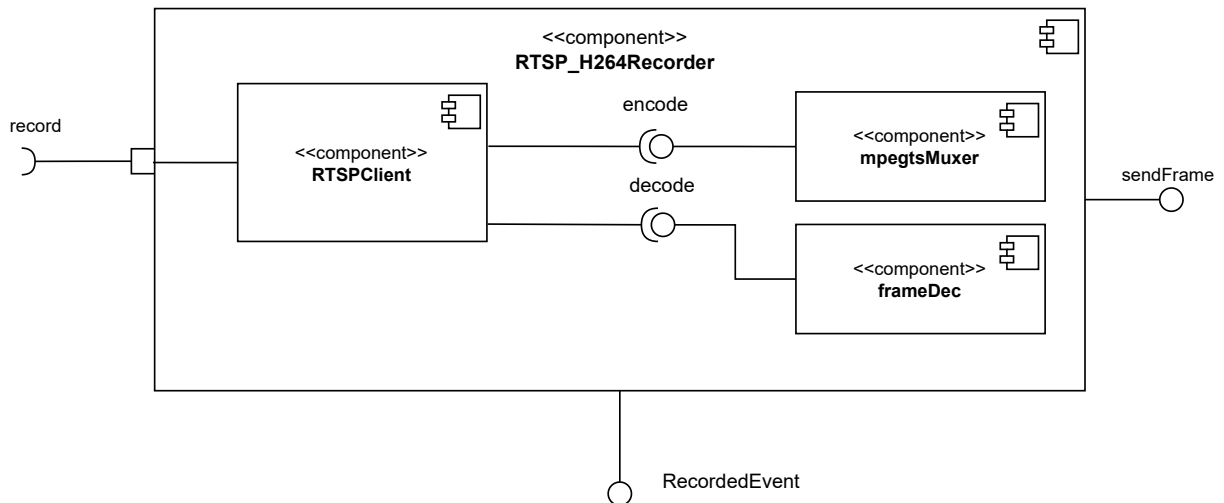 <<component>>
RTSP_H264Recorder
record
<<component>>
RTSPClient
encode
decode
<<component>>
mpegtsMuxer
<<component>>
frameDec
sendFrame
RecordedEvent